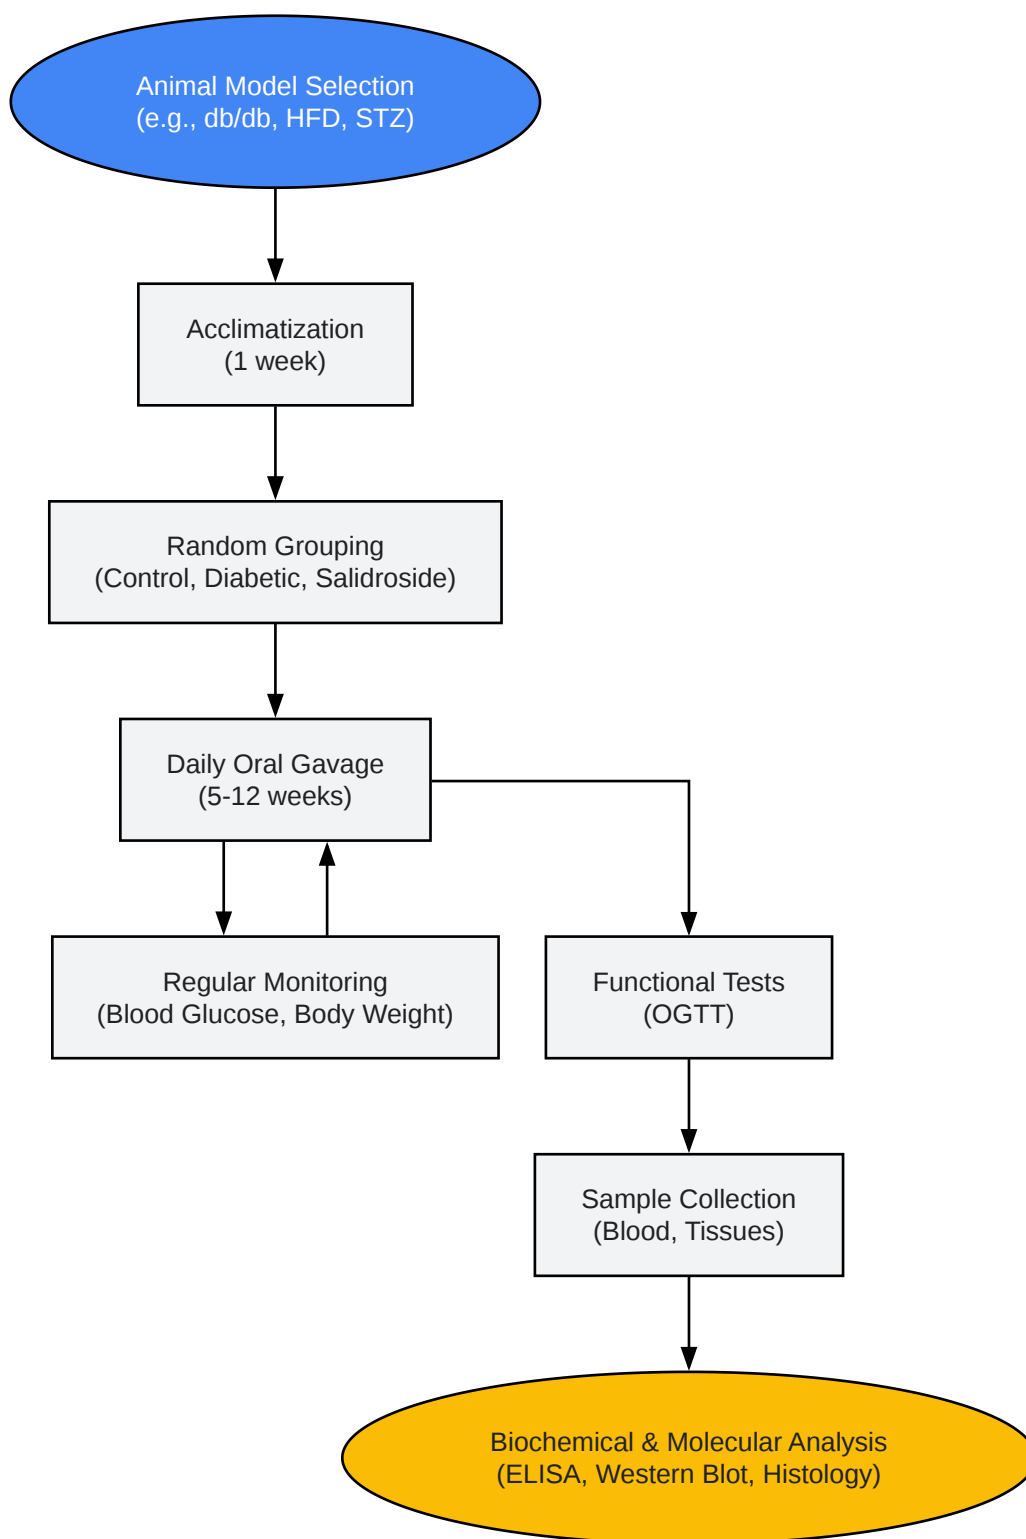 Animal Model Selection
(e.g., db/db, HFD, STZ)
Acclimatization
(1 week)
Random Grouping
(Control, Diabetic, Salidroside)
Daily Oral Gavage
(5-12 weeks)
Regular Monitoring
(Blood Glucose, Body Weight)
Functional Tests
(OGTT)
Sample Collection
(Blood, Tissues)
Biochemical & Molecular Analysis
(ELISA, Western Blot, Histology)